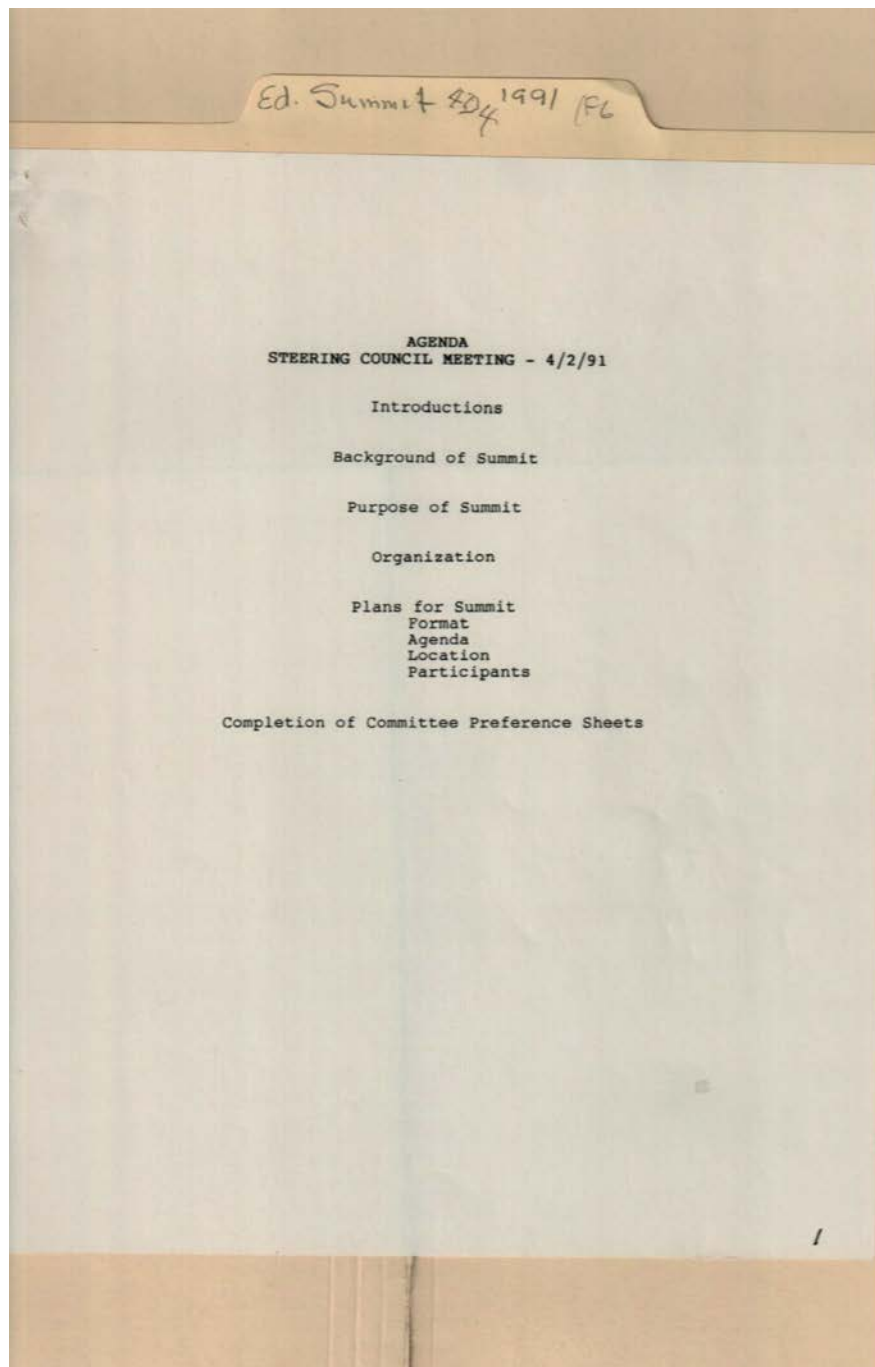 Ed. Summit 1991
AGENDA
STEERING COUNCIL MEETING - 4/2/91
Introductions
Background of Summit
Purpose of Summit
Organization
Plans for Summit
Format
Agenda
Location
Participants
Completion of Committee Preference Sheets
1